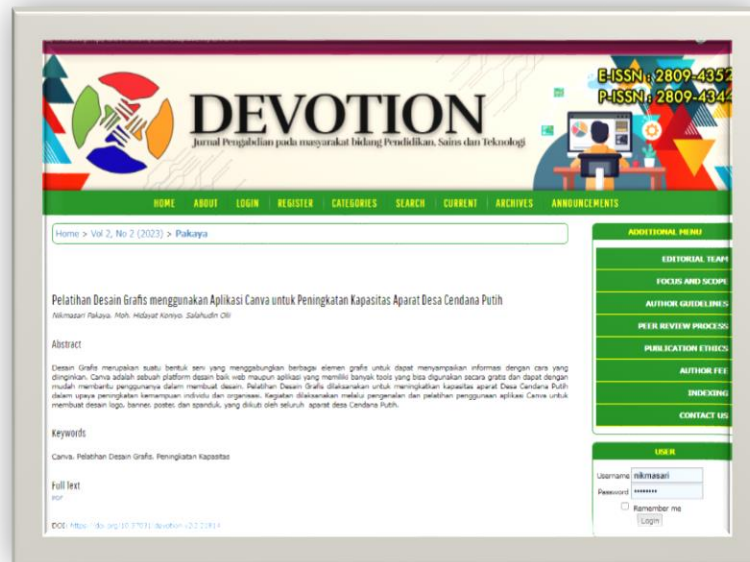 E-ISSN : 2809-4352
P-ISSN : 2809-4344
DEVOTION
Jurnal Pengabdian pada masyarakat bidang Pendidikan, Sains dan Teknologi
HOME ABOUT LOGIN REGISTER CATEGORIES SEARCH CURRENT ARCHIVES ANNOUNCEMENTS
Home > Vol 2, No 2 (2023) > Pakaya
Pelatihan Desain Grafis menggunakan Aplikasi Canva untuk Peningkatan Kapasitas Aparat Desa Cendana Putih
Nikmasari Pakaya, Moh. Hidayat Koniyo, Salahudin Olii
Abstract
Desain Grafis merupakan suatu bentuk seni yang menggabungkan berbagai elemen grafis untuk dapat menyampaikan informasi dengan cara yang
diinginkan. Canva adalah sebuah platform desain baik web maupun aplikasi yang memiliki banyak tools yang bisa digunakan secara gratis dan dapat dengan
mudah membantu penggunanya dalam membuat desain. Pelatihan Desain Grafis dilaksanakan untuk meningkatkan kapasitas aparat Desa Cendana Putih
dalam upaya peningkatan kemampuan individu dan organisasi. Kegiatan dilaksanakan melalui pengenalan dan pelatihan penggunaan aplikasi Canva untuk
membuat desain logo, banner, poster, dan spanduk, yang diikuti oleh seluruh aparat desa Cendana Putih.
Keywords
Canva, Pelatihan Desain Grafis, Peningkatan Kapasitas
Full Text
PDF
DOI:
ADDITIONAL MENU
EDITORIAL TEAM
FOCUS AND SCOPE
AUTHOR GUIDELINES
PEER REVIEW PROCESS
PUBLICATION ETHICS
AUTHOR FEE
INDEXING
CONTACT US
USER
Username nikmasari
Password ••••••••
Remember me
Login